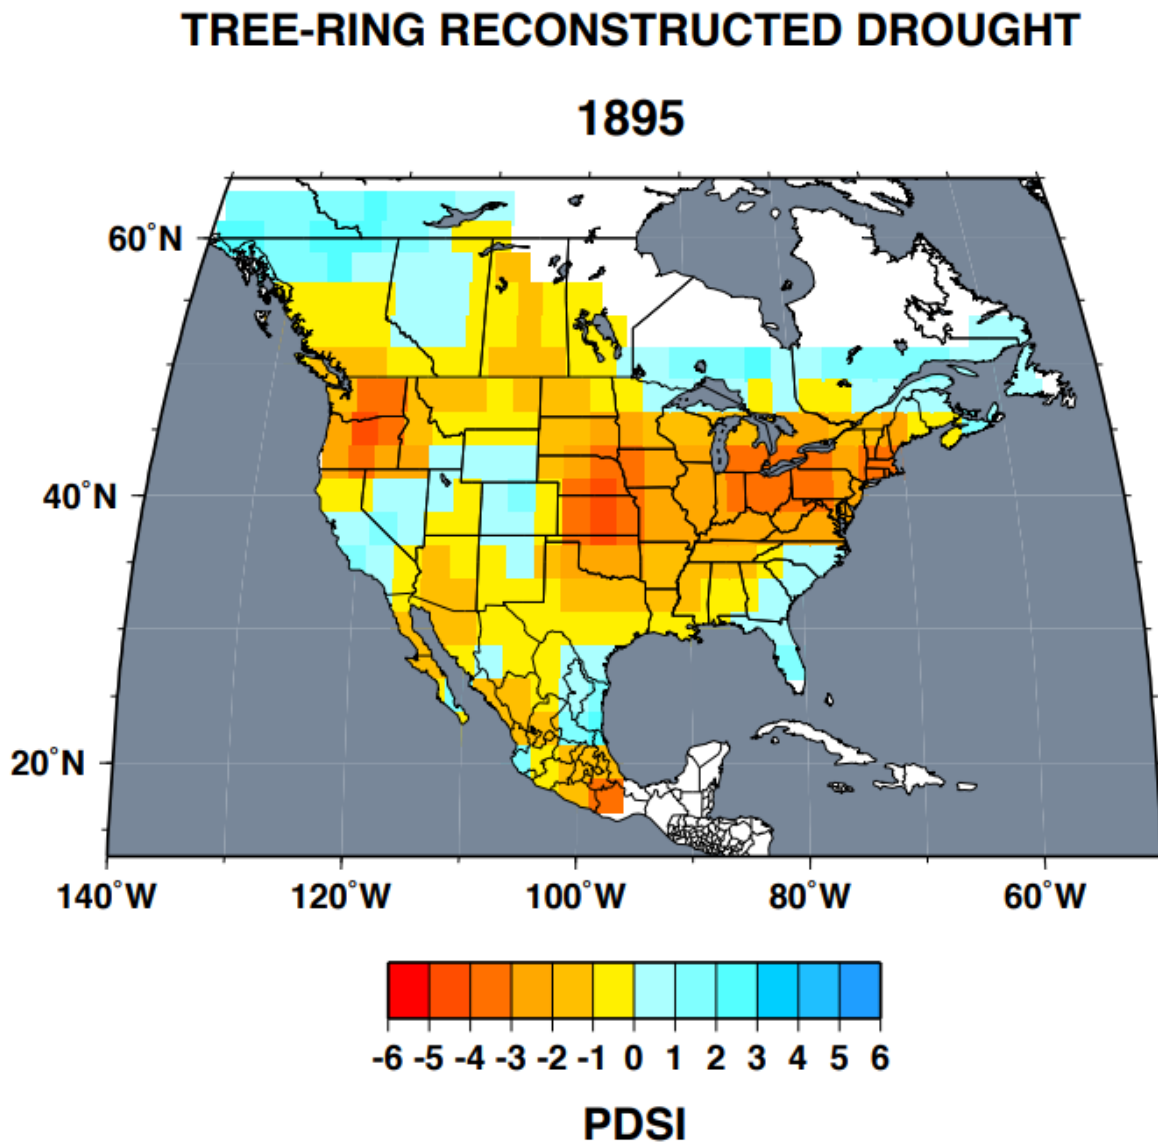 TREE-RING RECONSTRUCTED DROUGHT
1895
60°N
40°N
20°N
140°W 120°W 100°W 80°W 60°W
-6 -5 -4 -3 -2 -1 0 1 2 3 4 5 6
PDSI